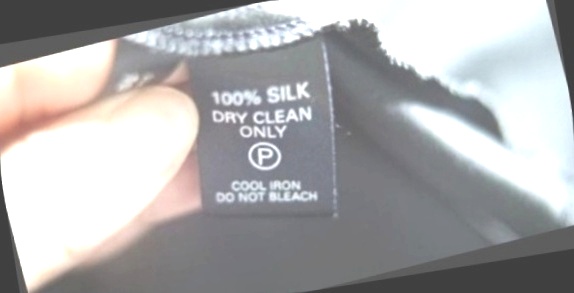 100% SILK
DRY CLEAN
ONLY
P
COOL IRON
DO NOT BLEACH